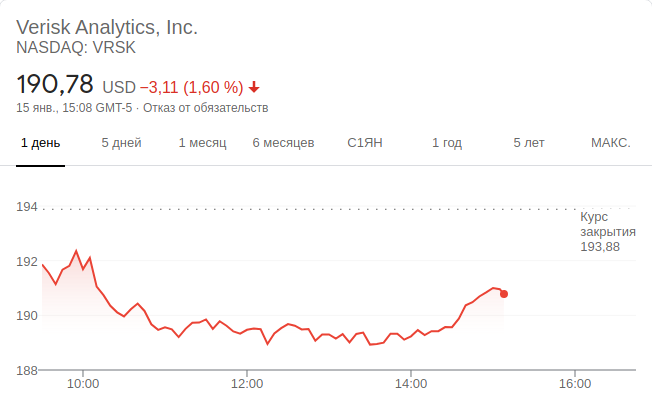 Verisk Analytics, Inc.
NASDAQ: VRSK
190,78 USD −3,11 (1,60 %)
15 янв., 15:08 GMT-5 · Отказ от обязательств
1 день 5 дней 1 месяц 6 месяцев С1ЯН 1 год 5 лет МАКС.
194
Курс
закрытия
193,88
192
190
188
10:00 12:00 14:00 16:00